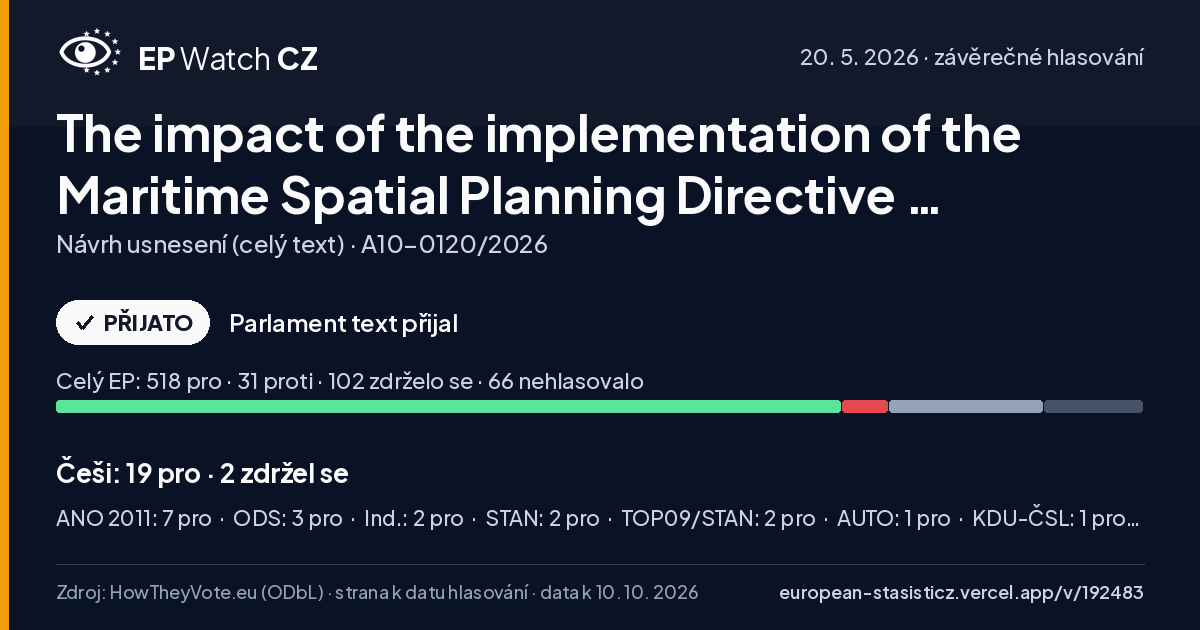 EP Watch CZ
20. 5. 2026 · závěrečné hlasování
The impact of the implementation of the
Maritime Spatial Planning Directive …
Návrh usnesení (celý text) · A10-0120/2026
✓ PŘIJATO
Parlament text přijal
Celý EP: 518 pro · 31 proti · 102 zdrželo se · 66 nehlasovalo
Češi: 19 pro · 2 zdržel se
ANO 2011: 7 pro · ODS: 3 pro · Ind.: 2 pro · STAN: 2 pro · TOP09/STAN: 2 pro · AUTO: 1 pro · KDU-ČSL: 1 pro…
Zdroj: HowTheyVote.eu (ODbL) · strana k datu hlasování · data k 10. 10. 2026
european-stasisticz.vercel.app/v/192483